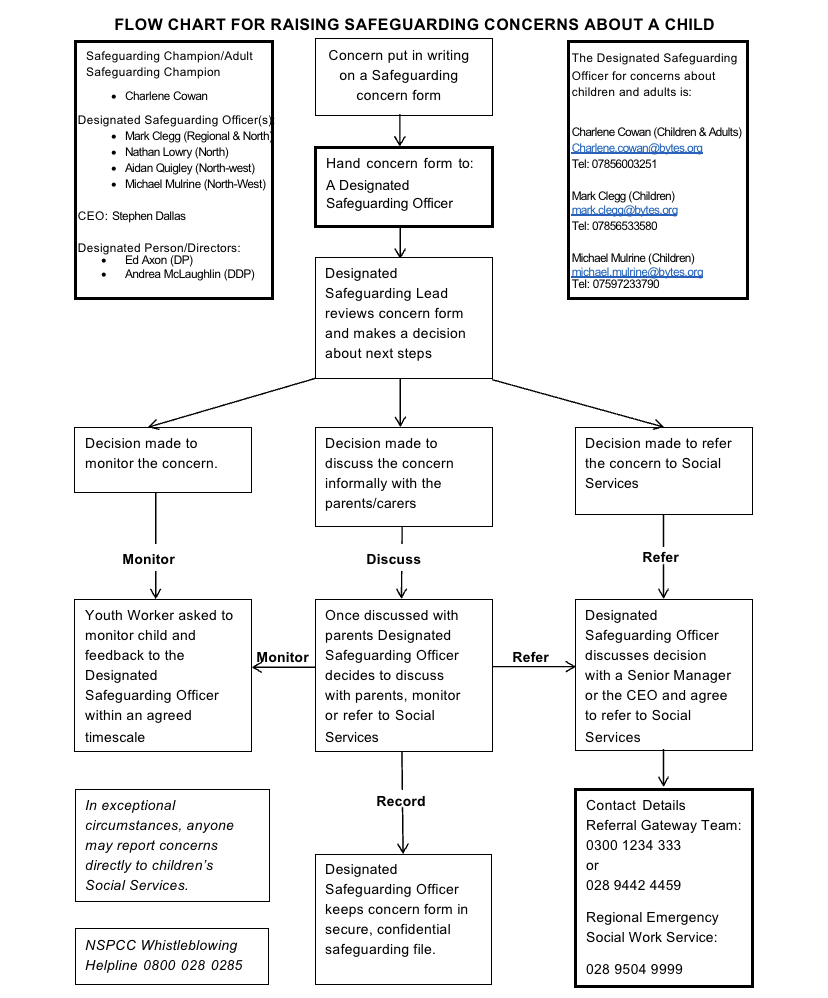 FLOW CHART FOR RAISING SAFEGUARDING CONCERNS ABOUT A CHILD
Safeguarding Champion/Adult
Safeguarding Champion
• Charlene Cowan
Designated Safeguarding Officer(s):
• Mark Clegg (Regional & North)
• Nathan Lowry (North)
• Aidan Quigley (North-west)
• Michael Mulrine (North-West)
CEO: Stephen Dallas
Designated Person/Directors:
• Ed Axon (DP)
• Andrea McLaughlin (DDP)
Concern put in writing
on a Safeguarding
concern form
Hand concern form to:
A Designated
Safeguarding Officer
Designated
Safeguarding Lead
reviews concern form
and makes a decision
about next steps
The Designated Safeguarding
Officer for concerns about
children and adults is:
Charlene Cowan (Children & Adults)
Charlene.cowan@bytes.org
Tel: 07856003251
Mark Clegg (Children)
mark.clegg@bytes.org
Tel: 07856533580
Michael Mulrine (Children)
michael.mulrine@bytes.org
Tel: 07597233790
Decision made to
monitor the concern.
Decision made to
discuss the concern
informally with the
parents/carers
Decision made to refer
the concern to Social
Services
Monitor
Discuss
Refer
Youth Worker asked to
monitor child and
feedback to the
Designated
Safeguarding Officer
within an agreed
timescale
Monitor
Once discussed with
parents Designated
Safeguarding Officer
decides to discuss
with parents, monitor
or refer to Social
Services
Refer
Designated
Safeguarding Officer
discusses decision
with a Senior Manager
or the CEO and agree
to refer to Social
Services
In exceptional
circumstances, anyone
may report concerns
directly to children's
Social Services.
NSPCC Whistleblowing
Helpline 0800 028 0285
Record
Designated
Safeguarding Officer
keeps concern form in
secure, confidential
safeguarding file.
Contact Details
Referral Gateway Team:
0300 1234 333
or
028 9442 4459
Regional Emergency
Social Work Service:
028 9504 9999